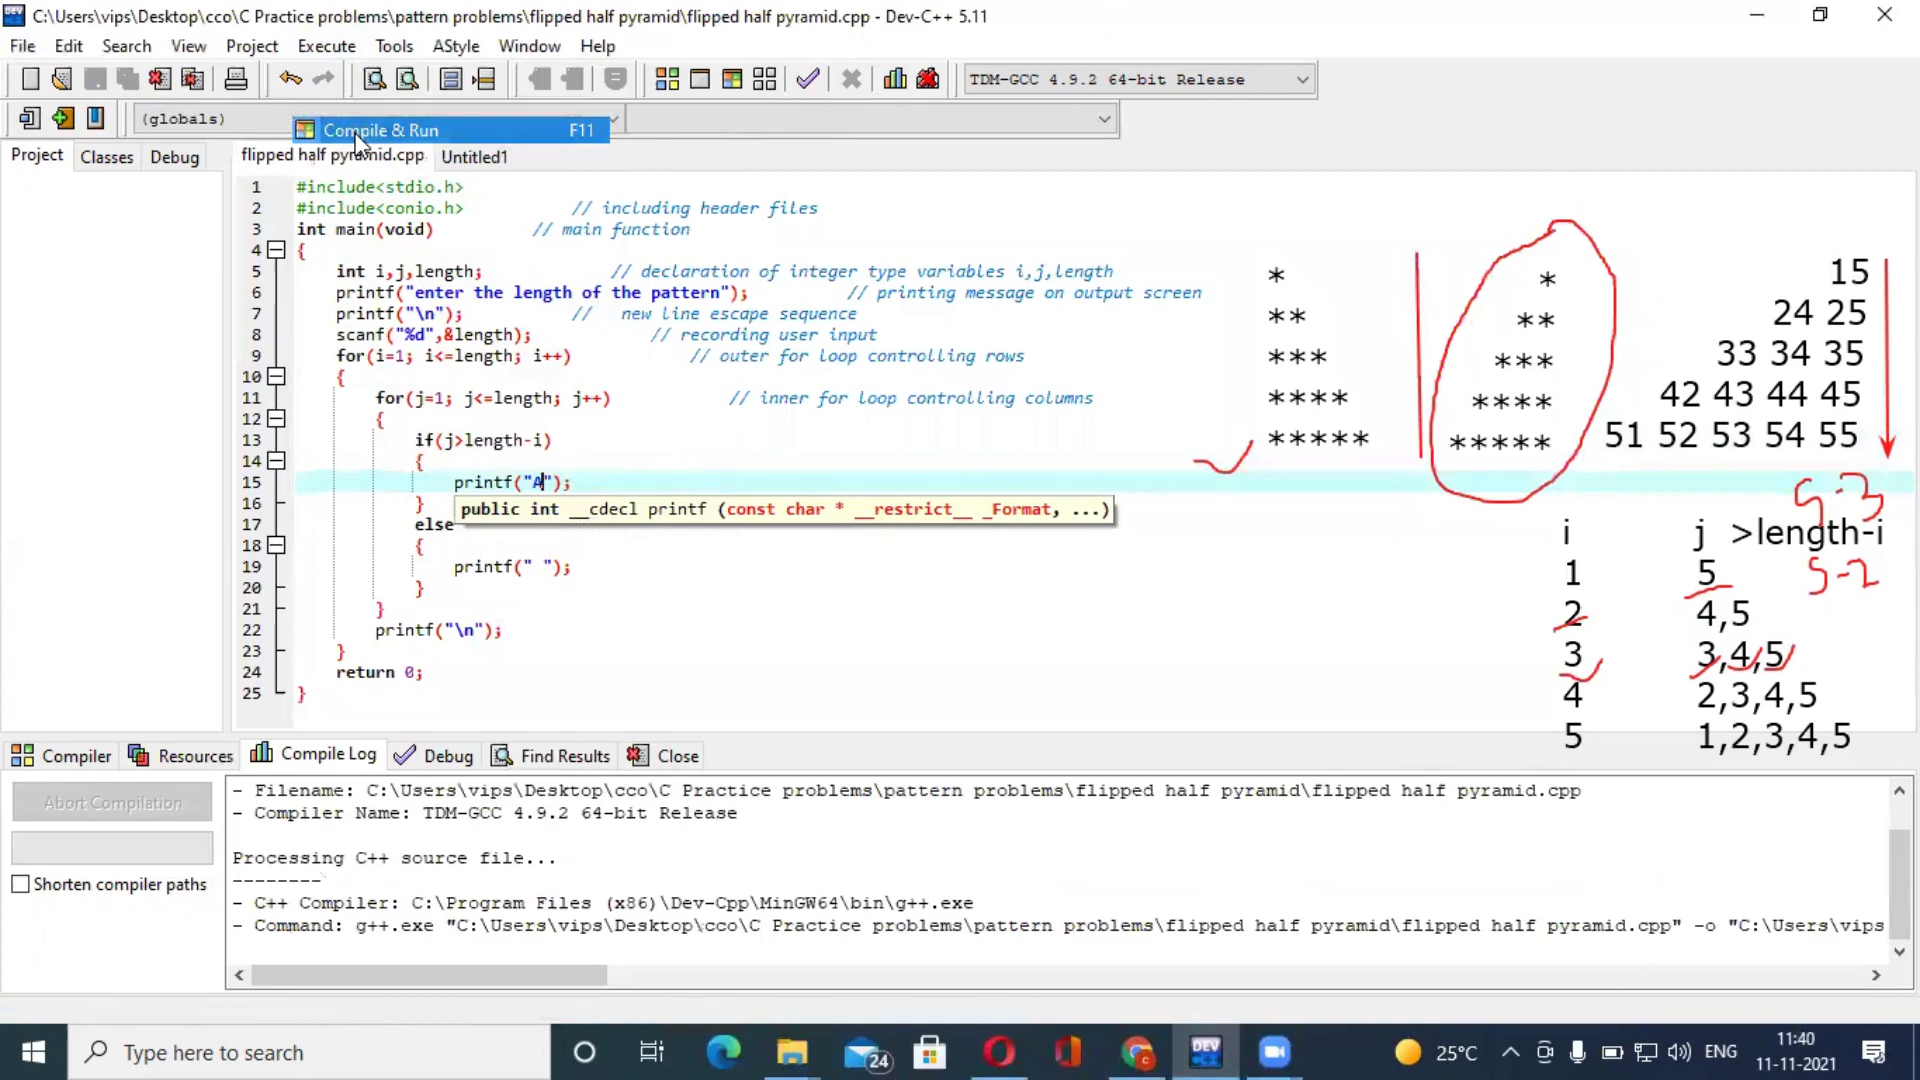 C:\Users\vips\Desktop\cco\C Practice problems\pattern problems\flipped half pyramid\flipped half pyramid.cpp - Dev-C++ 5.11
File Edit Search View Project Execute Tools AStyle Window Help
TDM-GCC 4.9.2 64-bit Release
(globals)
Compile & Run F11
Project Classes Debug
flipped half pyramid.cpp Untitled1
1 #include<stdio.h>
2 #include<conio.h> // including header files
3 int main(void) // main function
4 {
5 int i,j,length; // declaration of integer type variables i,j,length
6 printf("enter the length of the pattern"); // printing message on output screen
7 printf("\n"); // new line escape sequence
8 scanf("%d",&length); // recording user input
9 for(i=1; i<=length; i++) // outer for loop controlling rows
10 {
11 for(j=1; j<=length; j++) // inner for loop controlling columns
12 {
13 if(j>length-i)
14 {
15 printf("A");
16 }
public int __cdecl printf (const char * __restrict__ _Format, ...)
17 else
18 {
19 printf(" ");
20 }
21 }
22 printf("\n");
23 }
24 return 0;
25 }
*
**
***
****
*****
*
**
***
****
*****
15
24 25
33 34 35
42 43 44 45
51 52 53 54 55
5-3
i j >length-i
1 5 5-2
2 4,5
3 3,4,5
4 2,3,4,5
5 1,2,3,4,5
Compiler Resources Compile Log Debug Find Results Close
Abort Compilation
Shorten compiler paths
- Filename: C:\Users\vips\Desktop\cco\C Practice problems\pattern problems\flipped half pyramid\flipped half pyramid.cpp
- Compiler Name: TDM-GCC 4.9.2 64-bit Release
Processing C++ source file...
--------
- C++ Compiler: C:\Program Files (x86)\Dev-Cpp\MinGW64\bin\g++.exe
- Command: g++.exe "C:\Users\vips\Desktop\cco\C Practice problems\pattern problems\flipped half pyramid\flipped half pyramid.cpp" -o "C:\Users\vips
Type here to search
24
DEV
25°C
ENG
11:40
11-11-2021